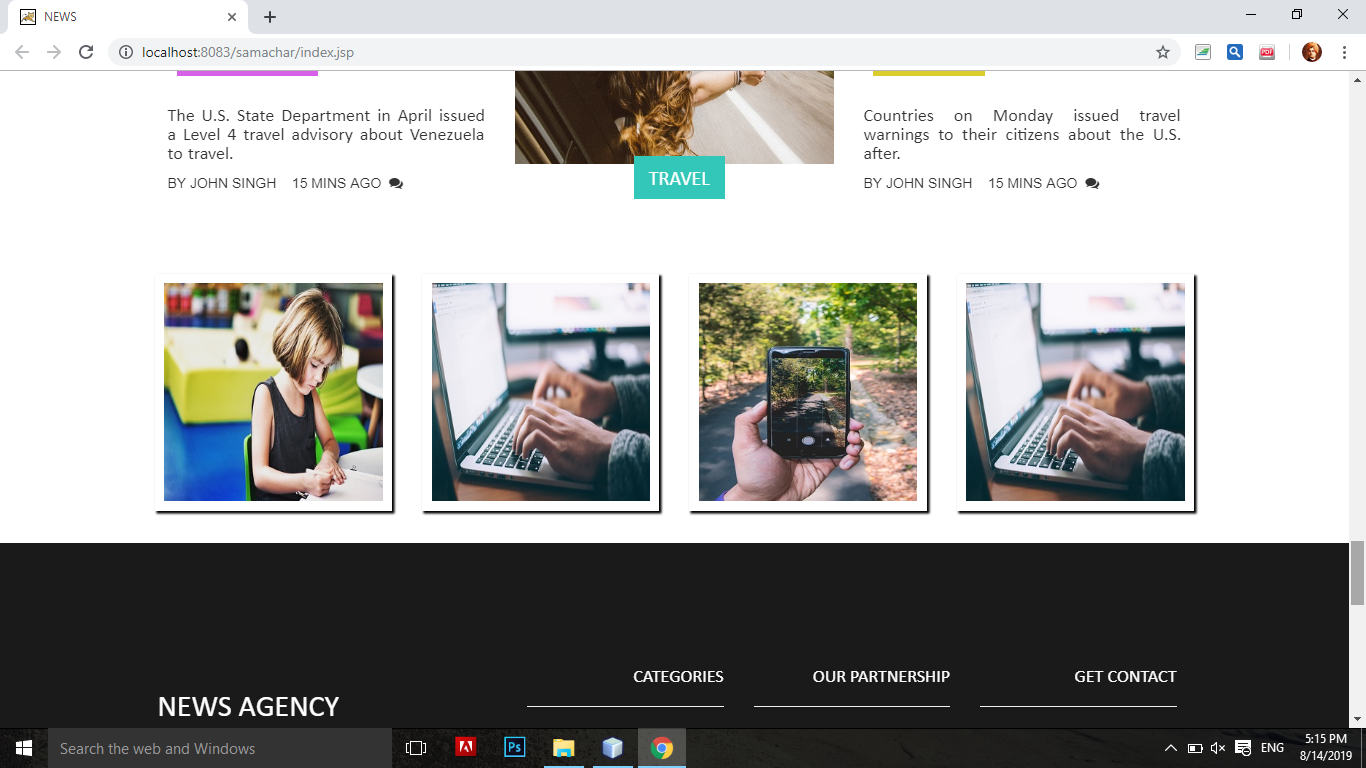 NEWS
localhost:8083/samachar/index.jsp
PDF
The U.S. State Department in April issued
a Level 4 travel advisory about Venezuela
to travel.
BY JOHN SINGH 15 MINS AGO
TRAVEL
Countries on Monday issued travel
warnings to their citizens about the U.S.
after.
BY JOHN SINGH 15 MINS AGO
CATEGORIES
OUR PARTNERSHIP
GET CONTACT
NEWS AGENCY
Search the web and Windows
Ps
ENG
5:15 PM
8/14/2019